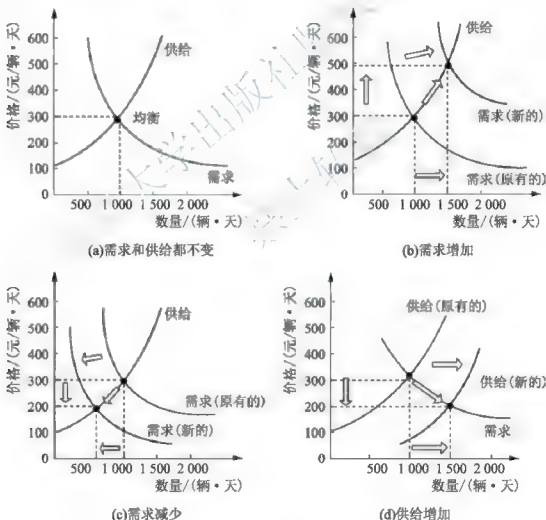 价格/(元/辆·天)
600
500
400
300
200
100
供给
均衡
需求
500
1 000
1 500
2 000
数量/(辆·天)
(a)需求和供给都不变
价格/(元/辆·天)
600
500
400
300
200
100
供给
需求(新的)
需求(原有的)
500
1 000
1 500
2 000
数量/(辆·天)
(b)需求增加
价格/(元/辆·天)
600
500
400
300
200
100
0
供给
需求(原有的)
需求(新的)
500
1 000
1 500
2 000
数量/(辆·天)
(c)需求减少
价格/(元/辆·天)
600
500
400
300
200
100
0
供给(原有的)
供给(新的)
需求
500
1 000
1 500
2 000
数量/(辆·天)
(d)供给增加
大学出版社